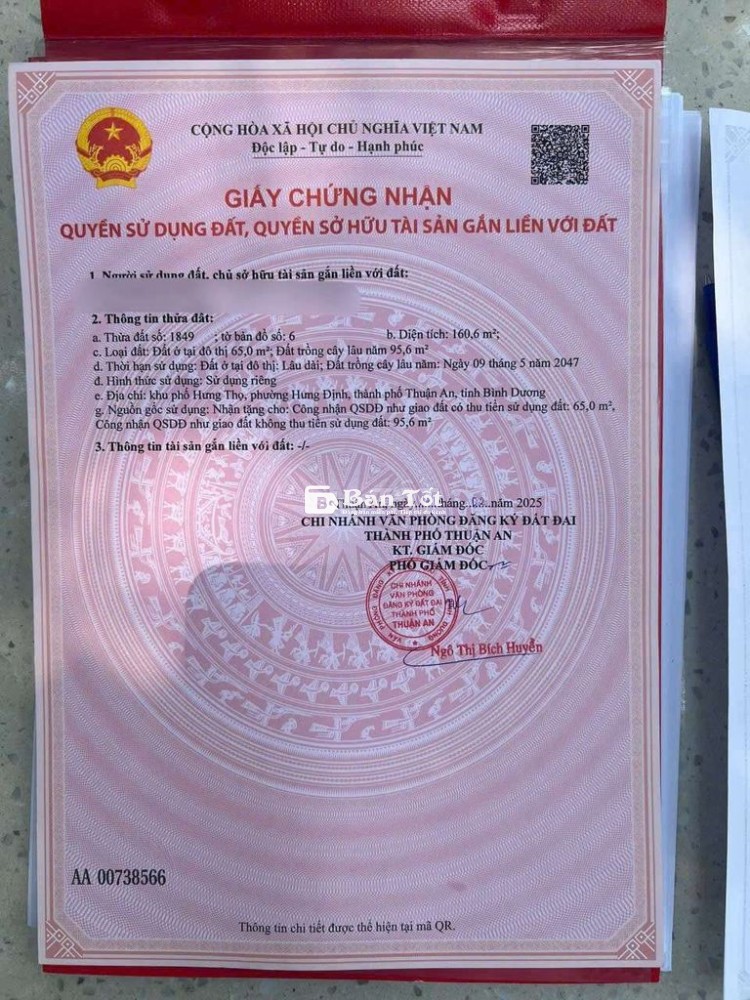 CỘNG HÒA XÃ HỘI CHỦ NGHĨA VIỆT NAM
Độc lập - Tự do - Hạnh phúc
GIẤY CHỨNG NHẬN
QUYỀN SỬ DỤNG ĐẤT, QUYỀN SỞ HỮU TÀI SẢN GẮN LIỀN VỚI ĐẤT
1. Người sử dụng đất, chủ sở hữu tài sản gắn liền với đất:
2. Thông tin thửa đất:
a. Thửa đất số: 1849 ; tờ bản đồ số: 6 b. Diện tích: 160,6 m²;
c. Loại đất: Đất ở tại đô thị 65,0 m²; Đất trồng cây lâu năm 95,6 m²
d. Thời hạn sử dụng: Đất ở tại đô thị: Lâu dài; Đất trồng cây lâu năm: Ngày 09 tháng 5 năm 2047
đ. Hình thức sử dụng: Sử dụng riêng
e. Địa chỉ: khu phố Hưng Thọ, phường Hưng Định, thành phố Thuận An, tỉnh Bình Dương
g. Nguồn gốc sử dụng: Nhận tặng cho: Công nhận QSDĐ như giao đất có thu tiền sử dụng đất: 65,0 m²,
Công nhận QSDĐ như giao đất không thu tiền sử dụng đất: 95,6 m²
3. Thông tin tài sản gắn liền với đất: -/-
tháng năm 2025
Bán Tốt
CHI NHÁNH VĂN PHÒNG ĐĂNG KÝ ĐẤT ĐAI
THÀNH PHỐ THUẬN AN
KT. GIÁM ĐỐC
PHÓ GIÁM ĐỐC
CHI NHÁNH
VĂN PHÒNG
ĐĂNG KÝ ĐẤT ĐAI
THÀNH PHỐ
THUẬN AN
Ngô Thị Bích Huyền
AA 00738566
Thông tin chi tiết được thể hiện tại mã QR.